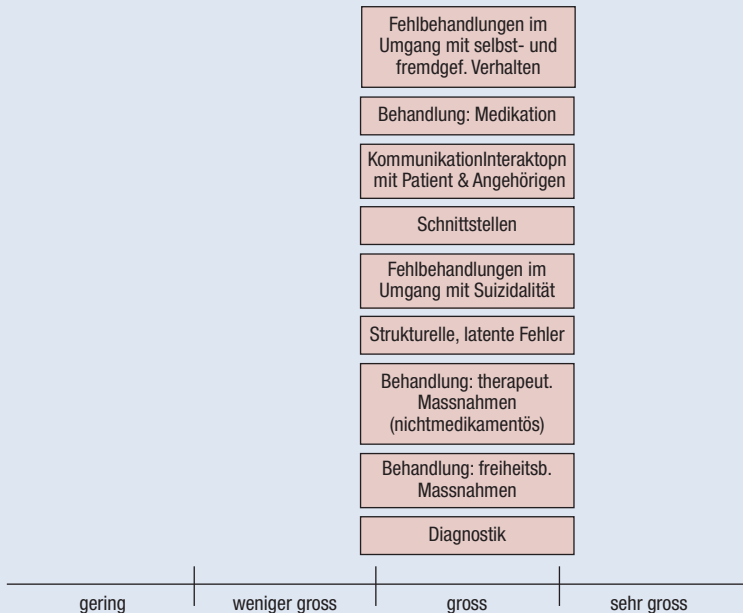 Fehlbehandlungen im
Umgang mit selbst- und
fremdgef. Verhalten
Behandlung: Medikation
KommunikationInteraktopn
mit Patient & Angehörigen
Schnittstellen
Fehlbehandlungen im
Umgang mit Suizidalität
Strukturelle, latente Fehler
Behandlung: therapeut.
Massnahmen
(nichtmedikamentös)
Behandlung: freiheitsb.
Massnahmen
Diagnostik
gering weniger gross gross sehr gross